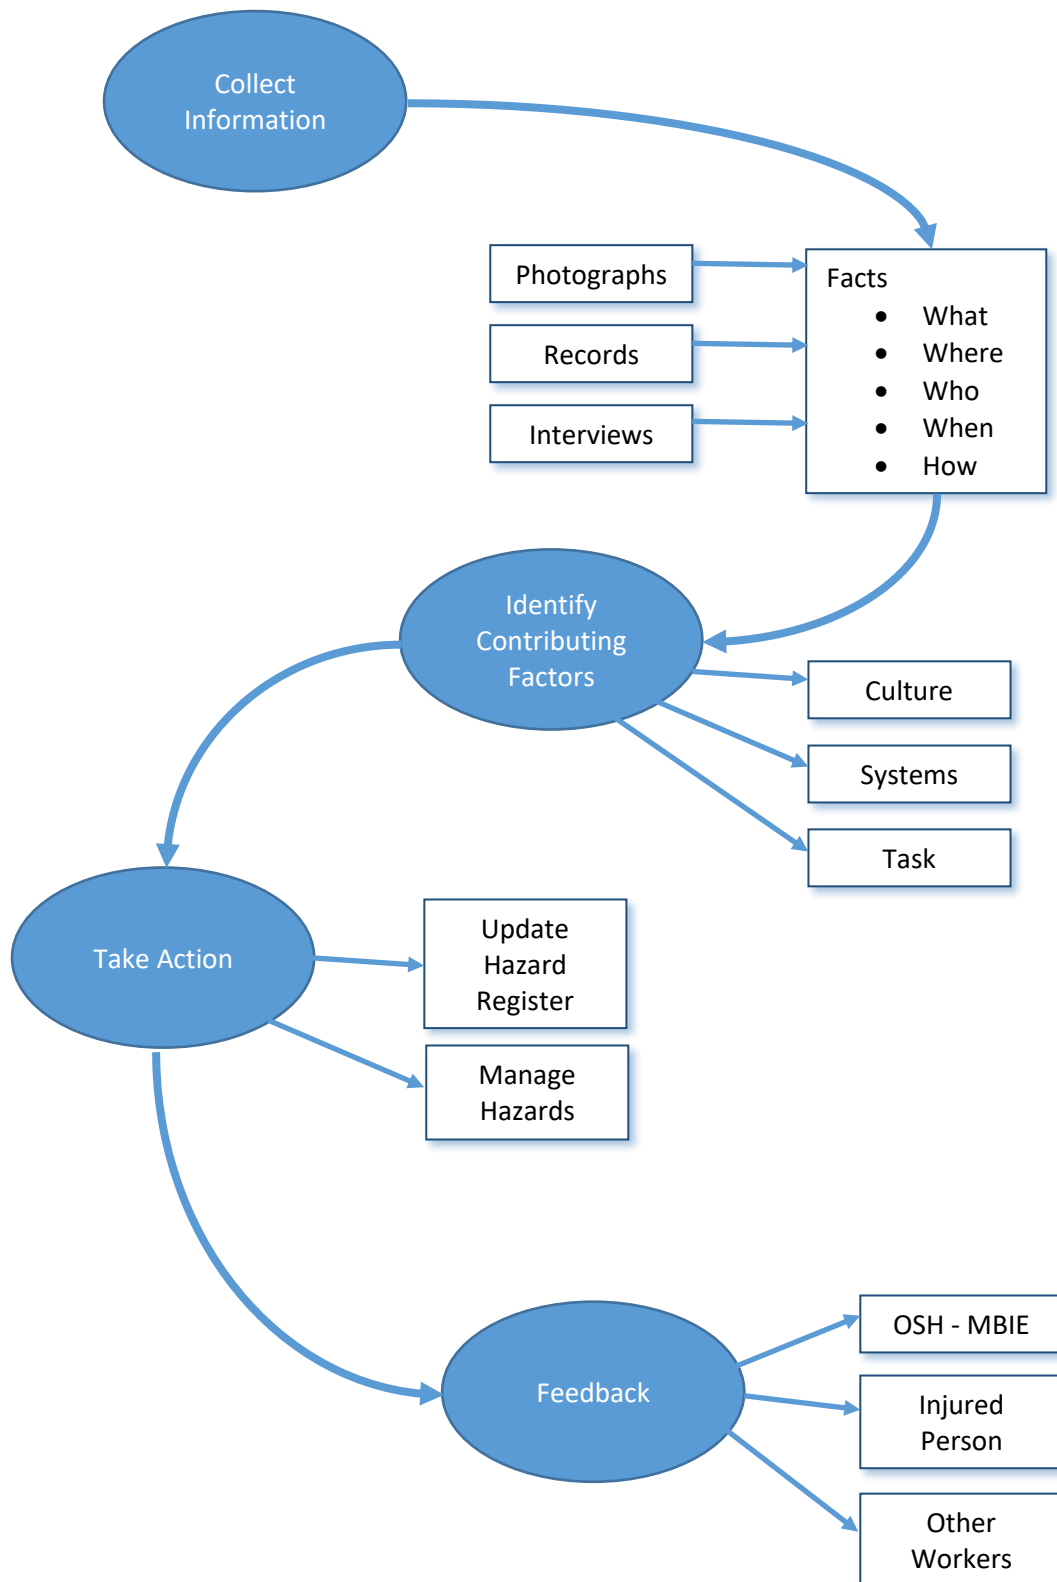 Collect
Information
Photographs
Records
Interviews
Facts
• What
• Where
• Who
• When
• How
Identify
Contributing
Factors
Culture
Systems
Task
Take Action
Update
Hazard
Register
Manage
Hazards
Feedback
OSH - MBIE
Injured
Person
Other
Workers